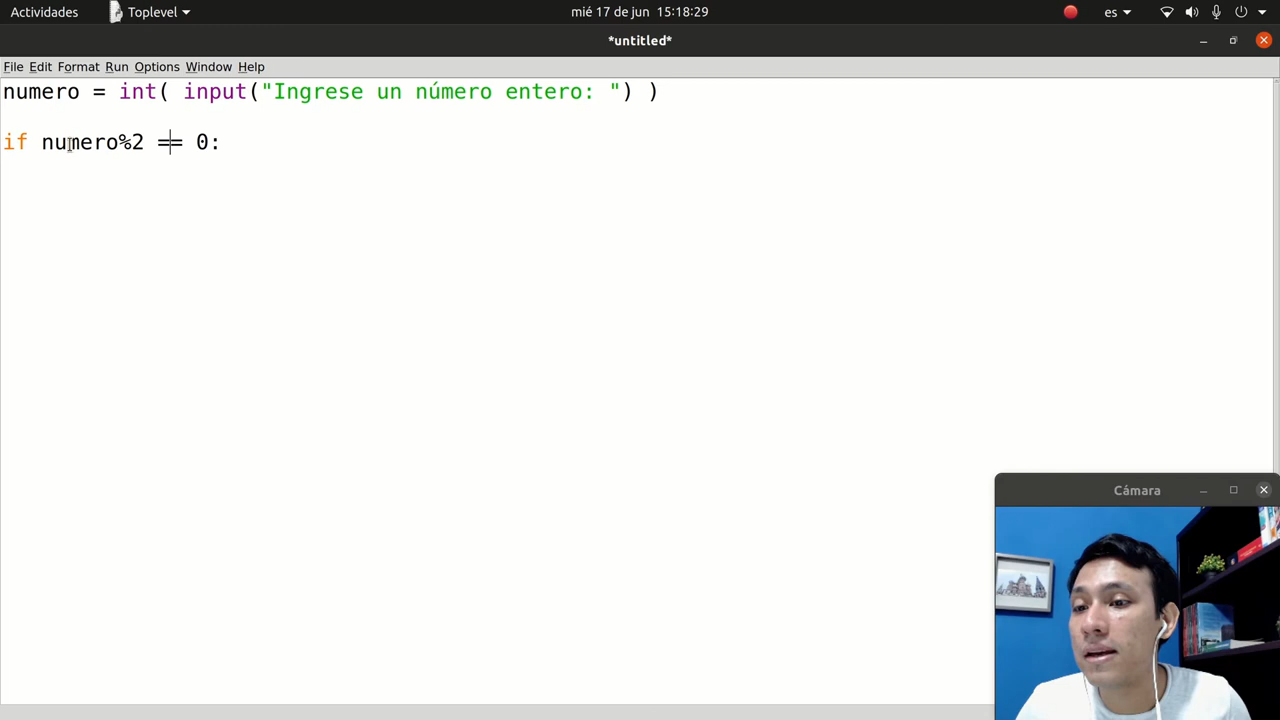 Actividades Toplevel mié 17 de jun 15:18:29 es
*untitled*
File Edit Format Run Options Window Help
numero = int( input("Ingrese un número entero: ") )
if numero%2 == 0:
Cámara